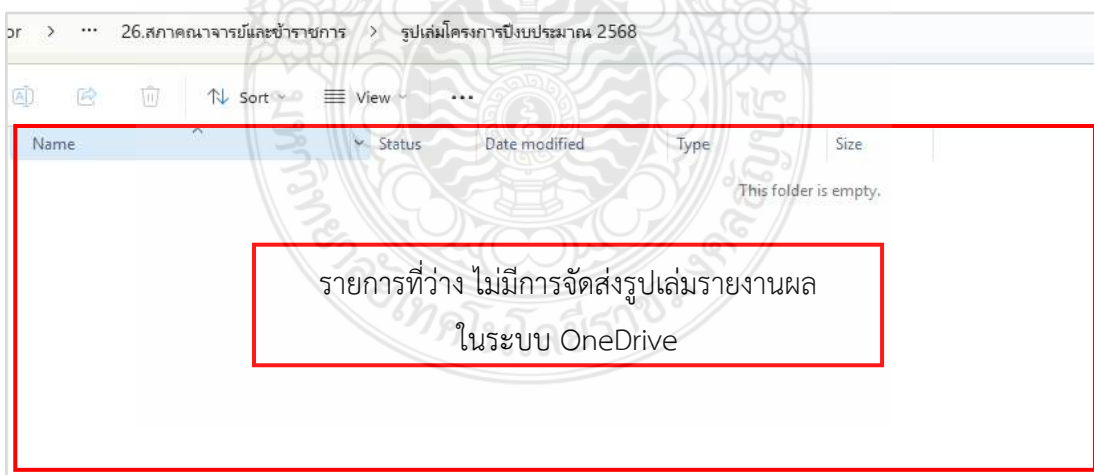 or > ... 26.สภาคณาจารย์และข้าราชการ > รูปเล่มโครงการปีงบประมาณ 2568
Sort View ...
Name Status Date modified Type Size
This folder is empty.
รายการที่ว่าง ไม่มีการจัดส่งรูปเล่มรายงานผล
ในระบบ OneDrive